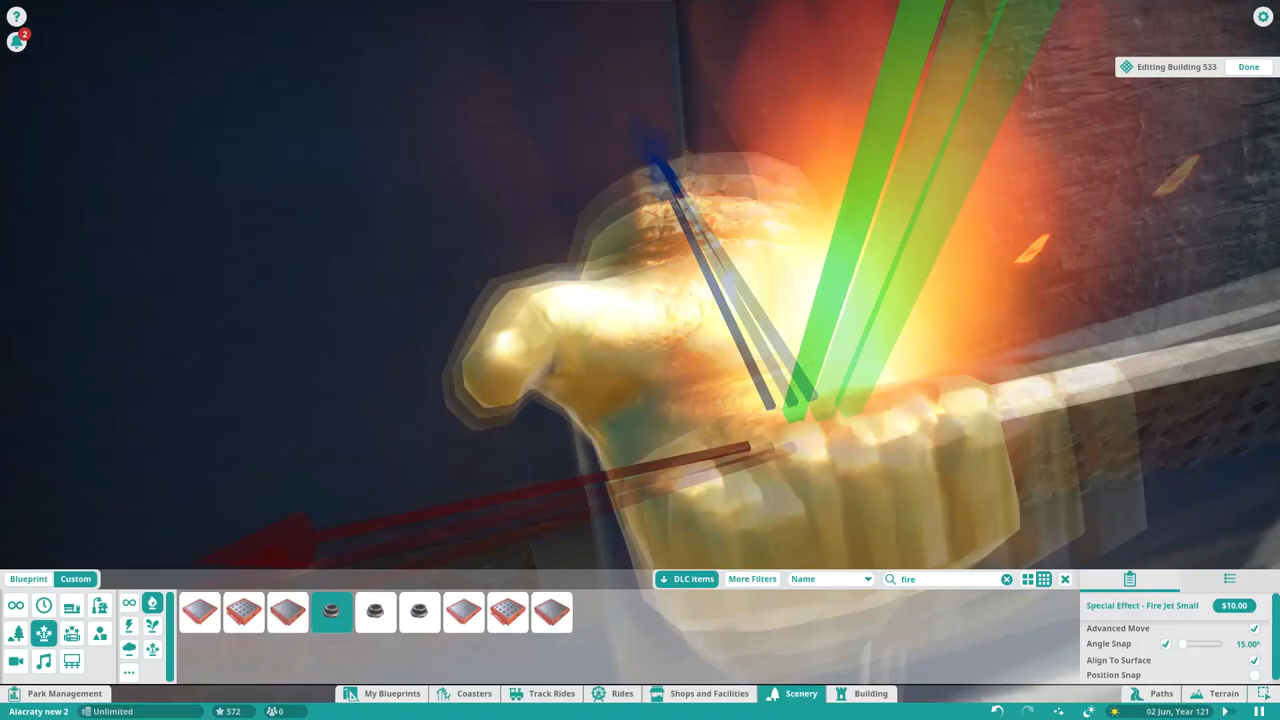 ?
2
Editing Building 533
Done
Blueprint
Custom
DLC items
More Filters
Name
fire
Special Effect - Fire Jet Small
$10.00
Advanced Move
Angle Snap
15.00°
Align To Surface
Position Snap
Park Management
My Blueprints
Coasters
Track Rides
Rides
Shops and Facilities
Scenery
Building
Paths
Terrain
Alacraty new 2
Unlimited
572
0
02 Jun, Year 121